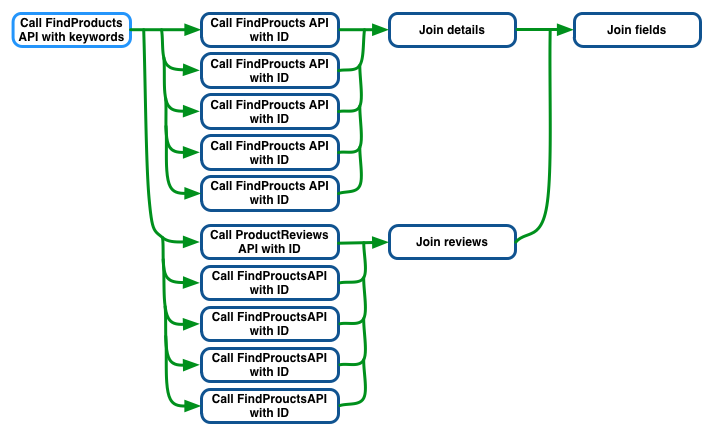 Call FindProducts
API with keywords
Call FindProucts API
with ID
Join details
Join fields
Call FindProucts API
with ID
Call FindProucts API
with ID
Call FindProucts API
with ID
Call FindProucts API
with ID
Call ProductReviews
API with ID
Join reviews
Call FindProuctsAPI
with ID
Call FindProuctsAPI
with ID
Call FindProuctsAPI
with ID
Call FindProuctsAPI
with ID